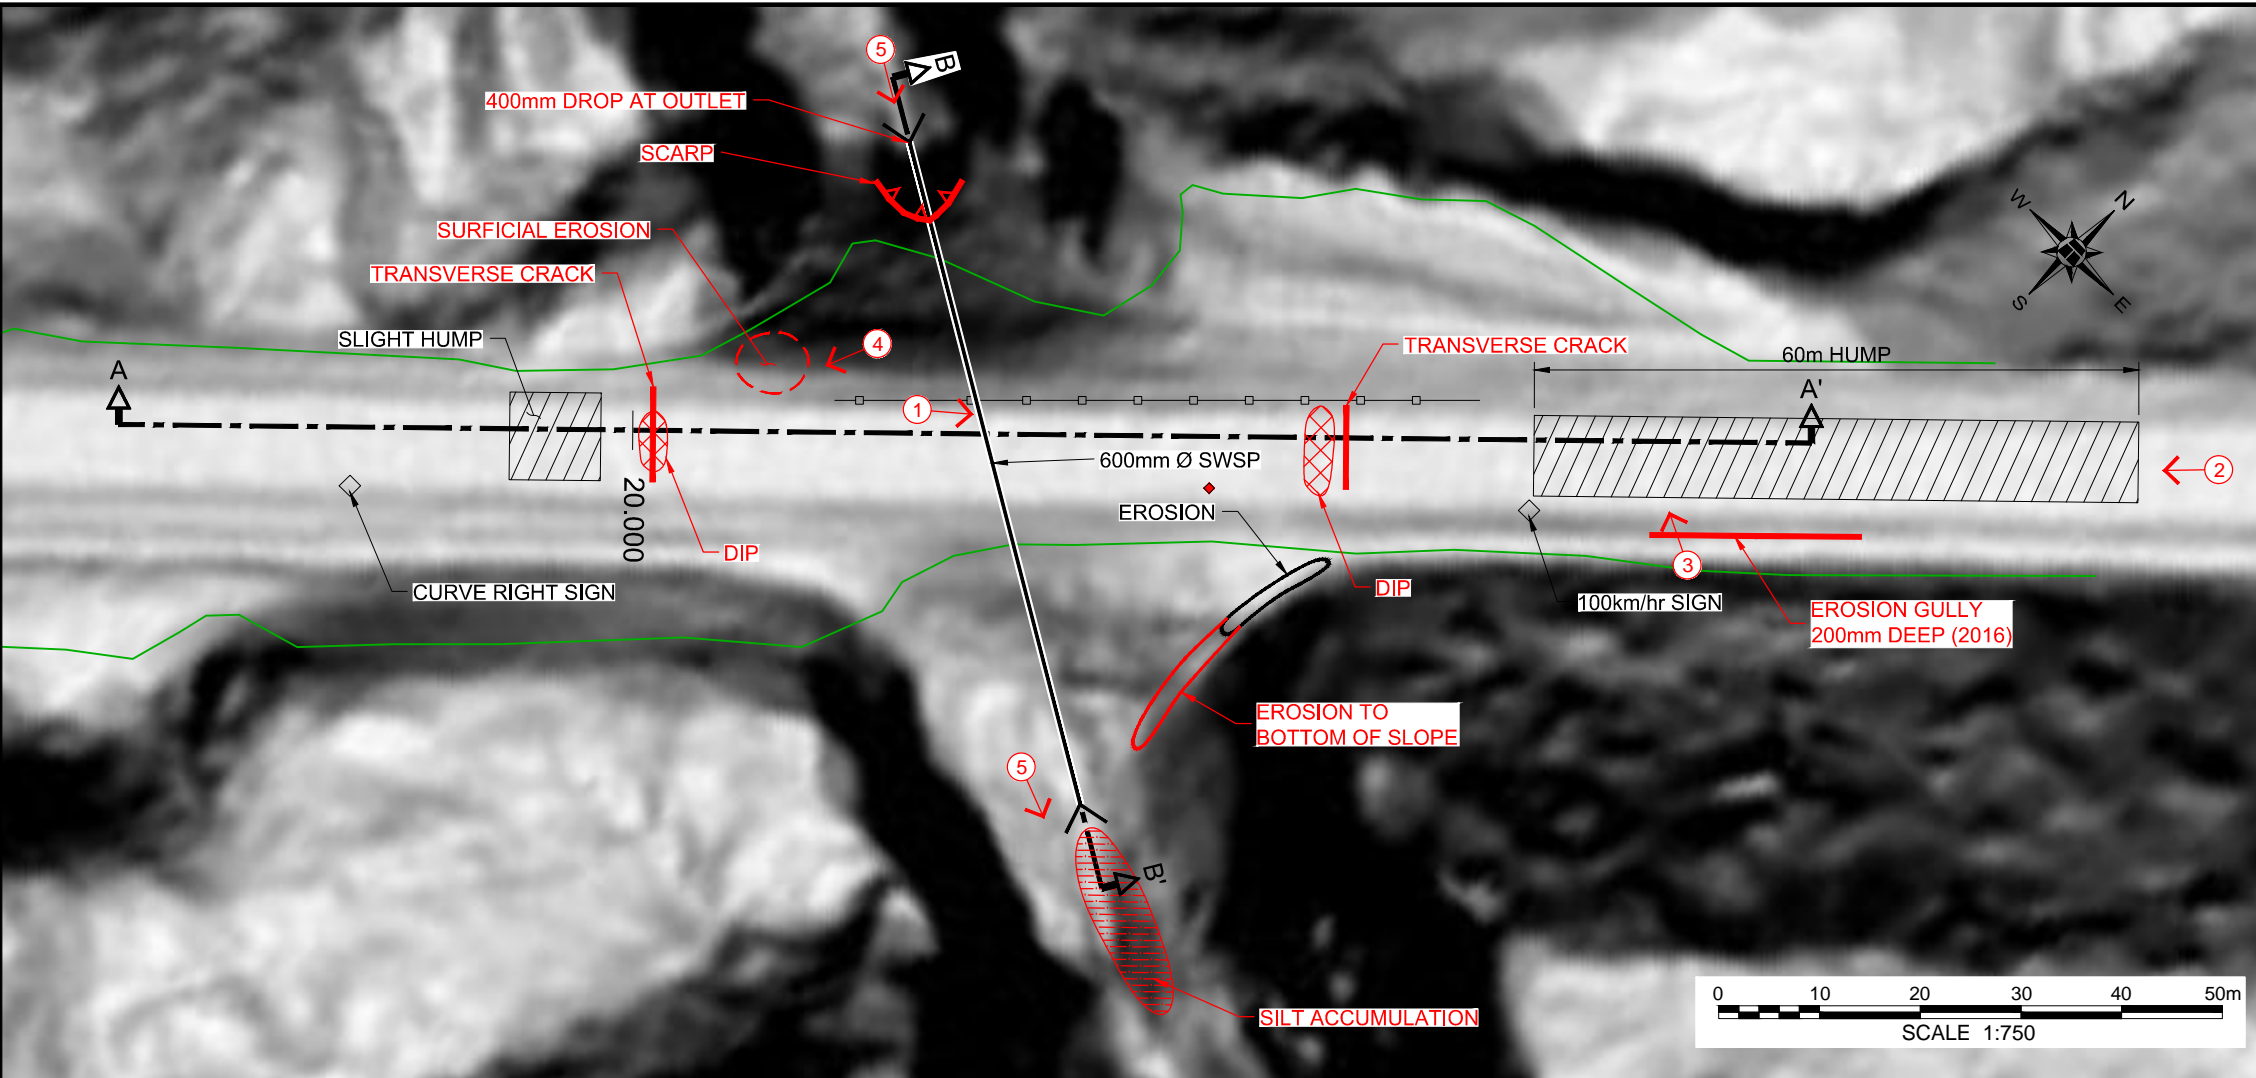 5
B
400mm DROP AT OUTLET
SCARP
W
N
S
E
SURFICIAL EROSION
TRANSVERSE CRACK
SLIGHT HUMP
4
TRANSVERSE CRACK
60m HUMP
A
A'
1
600mm Ø SWSP
2
20.000
EROSION
DIP
3
DIP
CURVE RIGHT SIGN
100km/hr SIGN
EROSION GULLY
200mm DEEP (2016)
EROSION TO
BOTTOM OF SLOPE
5
B'
SILT ACCUMULATION
0 10 20 30 40 50m
SCALE 1:750